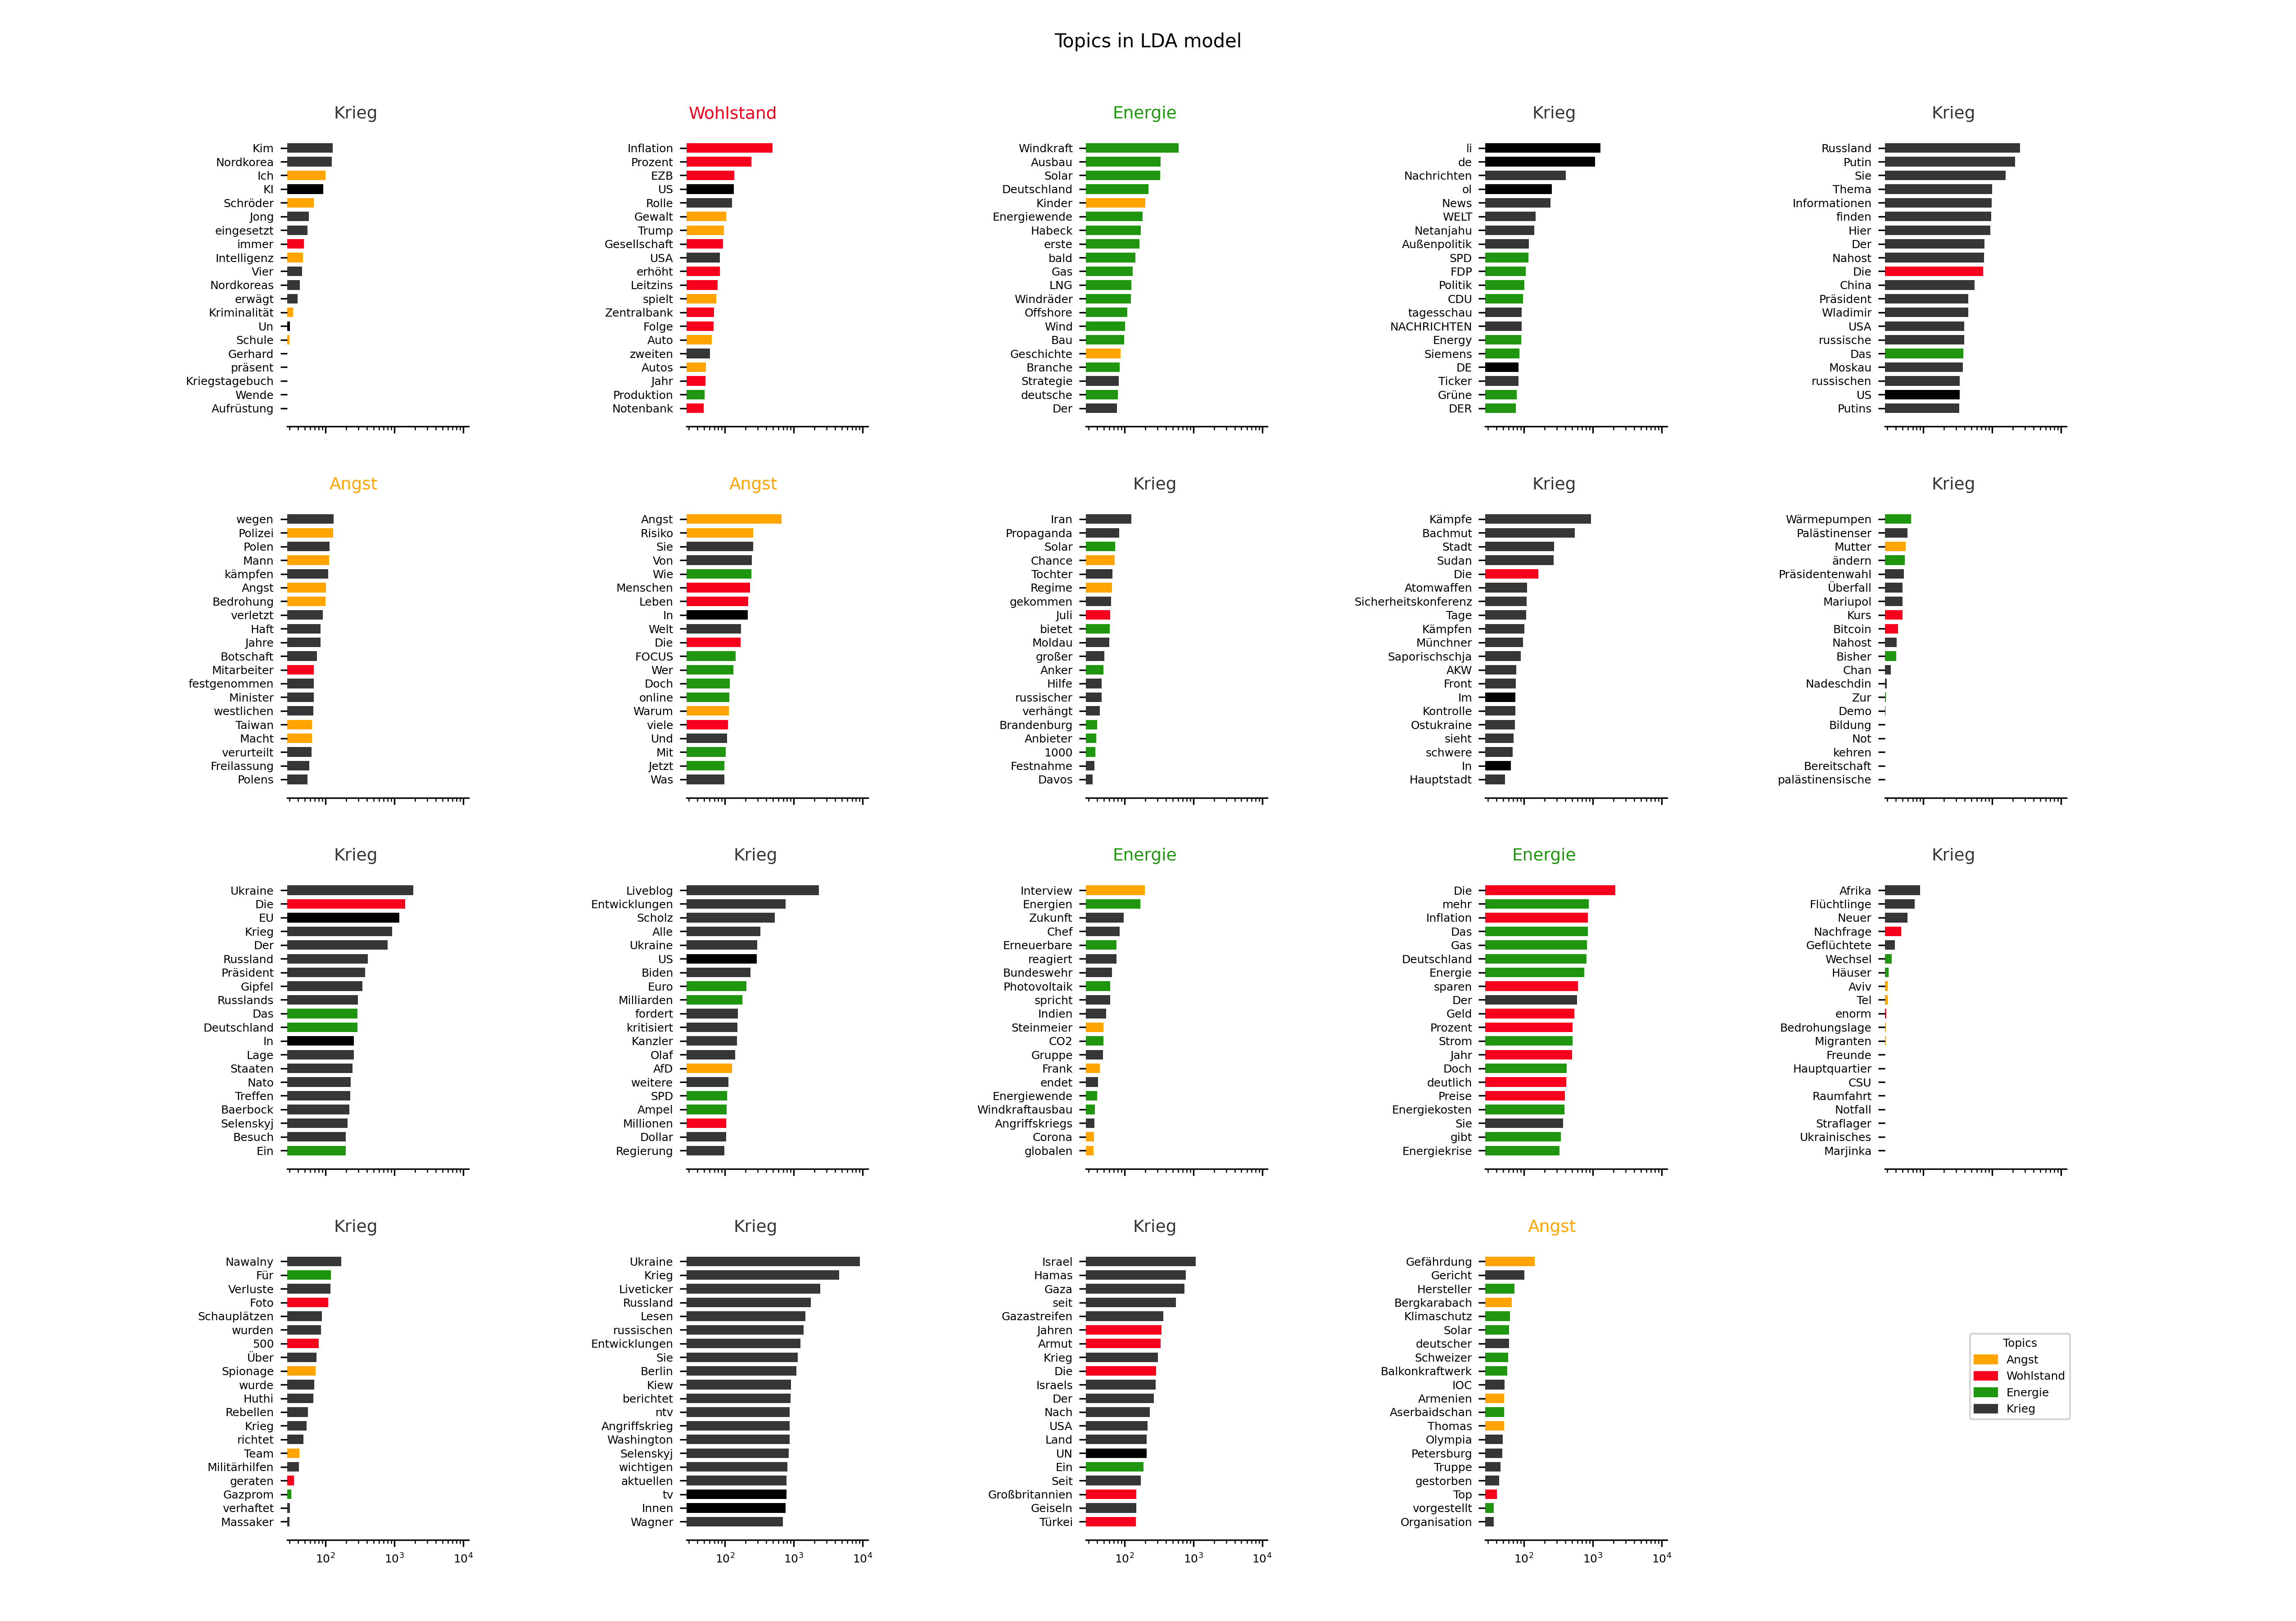 Topics in LDA model
Krieg
Kim
Nordkorea
Ich
KI
Schröder
Jong
eingesetzt
immer
Intelligenz
Vier
Nordkoreas
erwägt
Kriminalität
Un
Schule
Gerhard
präsent
Kriegstagebuch
Wende
Aufrüstung
Wohlstand
Inflation
Prozent
EZB
US
Rolle
Gewalt
Trump
Gesellschaft
USA
erhöht
Leitzins
spielt
Zentralbank
Folge
Auto
zweiten
Autos
Jahr
Produktion
Notenbank
Energie
Windkraft
Ausbau
Solar
Deutschland
Kinder
Energiewende
Habeck
erste
bald
Gas
LNG
Windräder
Offshore
Wind
Bau
Geschichte
Branche
Strategie
deutsche
Der
Krieg
li
de
Nachrichten
ol
News
WELT
Netanjahu
Außenpolitik
SPD
FDP
Politik
CDU
tagesschau
NACHRICHTEN
Energy
Siemens
DE
Ticker
Grüne
DER
Krieg
Russland
Putin
Sie
Thema
Informationen
finden
Hier
Der
Nahost
Die
China
Präsident
Wladimir
USA
russische
Das
Moskau
russischen
US
Putins
Angst
wegen
Polizei
Polen
Mann
kämpfen
Angst
Bedrohung
verletzt
Haft
Jahre
Botschaft
Mitarbeiter
festgenommen
Minister
westlichen
Taiwan
Macht
verurteilt
Freilassung
Polens
Angst
Angst
Risiko
Sie
Von
Wie
Menschen
Leben
In
Welt
Die
FOCUS
Wer
Doch
online
Warum
viele
Und
Mit
Jetzt
Was
Krieg
Iran
Propaganda
Solar
Chance
Tochter
Regime
gekommen
Juli
bietet
Moldau
großer
Anker
Hilfe
russischer
verhängt
Brandenburg
Anbieter
1000
Festnahme
Davos
Krieg
Kämpfe
Bachmut
Stadt
Sudan
Die
Atomwaffen
Sicherheitskonferenz
Tage
Kämpfen
Münchner
Saporischschja
AKW
Front
Im
Kontrolle
Ostukraine
sieht
schwere
In
Hauptstadt
Krieg
Wärmepumpen
Palästinenser
Mutter
ändern
Präsidentenwahl
Überfall
Mariupol
Kurs
Bitcoin
Nahost
Bisher
Chan
Nadeschdin
Zur
Demo
Bildung
Not
kehren
Bereitschaft
palästinensische
Krieg
Ukraine
Die
EU
Krieg
Der
Russland
Präsident
Gipfel
Russlands
Das
Deutschland
In
Lage
Staaten
Nato
Treffen
Baerbock
Selenskyj
Besuch
Ein
Krieg
Liveblog
Entwicklungen
Scholz
Alle
Ukraine
US
Biden
Euro
Milliarden
fordert
kritisiert
Kanzler
Olaf
AfD
weitere
SPD
Ampel
Millionen
Dollar
Regierung
Energie
Interview
Energien
Zukunft
Chef
Erneuerbare
reagiert
Bundeswehr
Photovoltaik
spricht
Indien
Steinmeier
CO2
Gruppe
Frank
endet
Energiewende
Windkraftausbau
Angriffskriegs
Corona
globalen
Energie
Die
mehr
Inflation
Das
Gas
Deutschland
Energie
sparen
Der
Geld
Prozent
Strom
Jahr
Doch
deutlich
Preise
Energiekosten
Sie
gibt
Energiekrise
Krieg
Afrika
Flüchtlinge
Neuer
Nachfrage
Geflüchtete
Wechsel
Häuser
Aviv
Tel
enorm
Bedrohungslage
Migranten
Freunde
Hauptquartier
CSU
Raumfahrt
Notfall
Straflager
Ukrainisches
Marjinka
Krieg
Nawalny
Für
Verluste
Foto
Schauplätzen
wurden
500
Über
Spionage
wurde
Huthi
Rebellen
Krieg
richtet
Team
Militärhilfen
geraten
Gazprom
verhaftet
Massaker
10² 10³ 10⁴
Krieg
Ukraine
Krieg
Liveticker
Russland
Lesen
russischen
Entwicklungen
Sie
Berlin
Kiew
berichtet
ntv
Angriffskrieg
Washington
Selenskyj
wichtigen
aktuellen
tv
Innen
Wagner
10² 10³ 10⁴
Krieg
Israel
Hamas
Gaza
seit
Gazastreifen
Jahren
Armut
Krieg
Die
Israels
Der
Nach
USA
Land
UN
Ein
Seit
Großbritannien
Geiseln
Türkei
10² 10³ 10⁴
Angst
Gefährdung
Gericht
Hersteller
Bergkarabach
Klimaschutz
Solar
deutscher
Schweizer
Balkonkraftwerk
IOC
Armenien
Aserbaidschan
Thomas
Olympia
Petersburg
Truppe
gestorben
Top
vorgestellt
Organisation
10² 10³ 10⁴
Topics
Angst
Wohlstand
Energie
Krieg